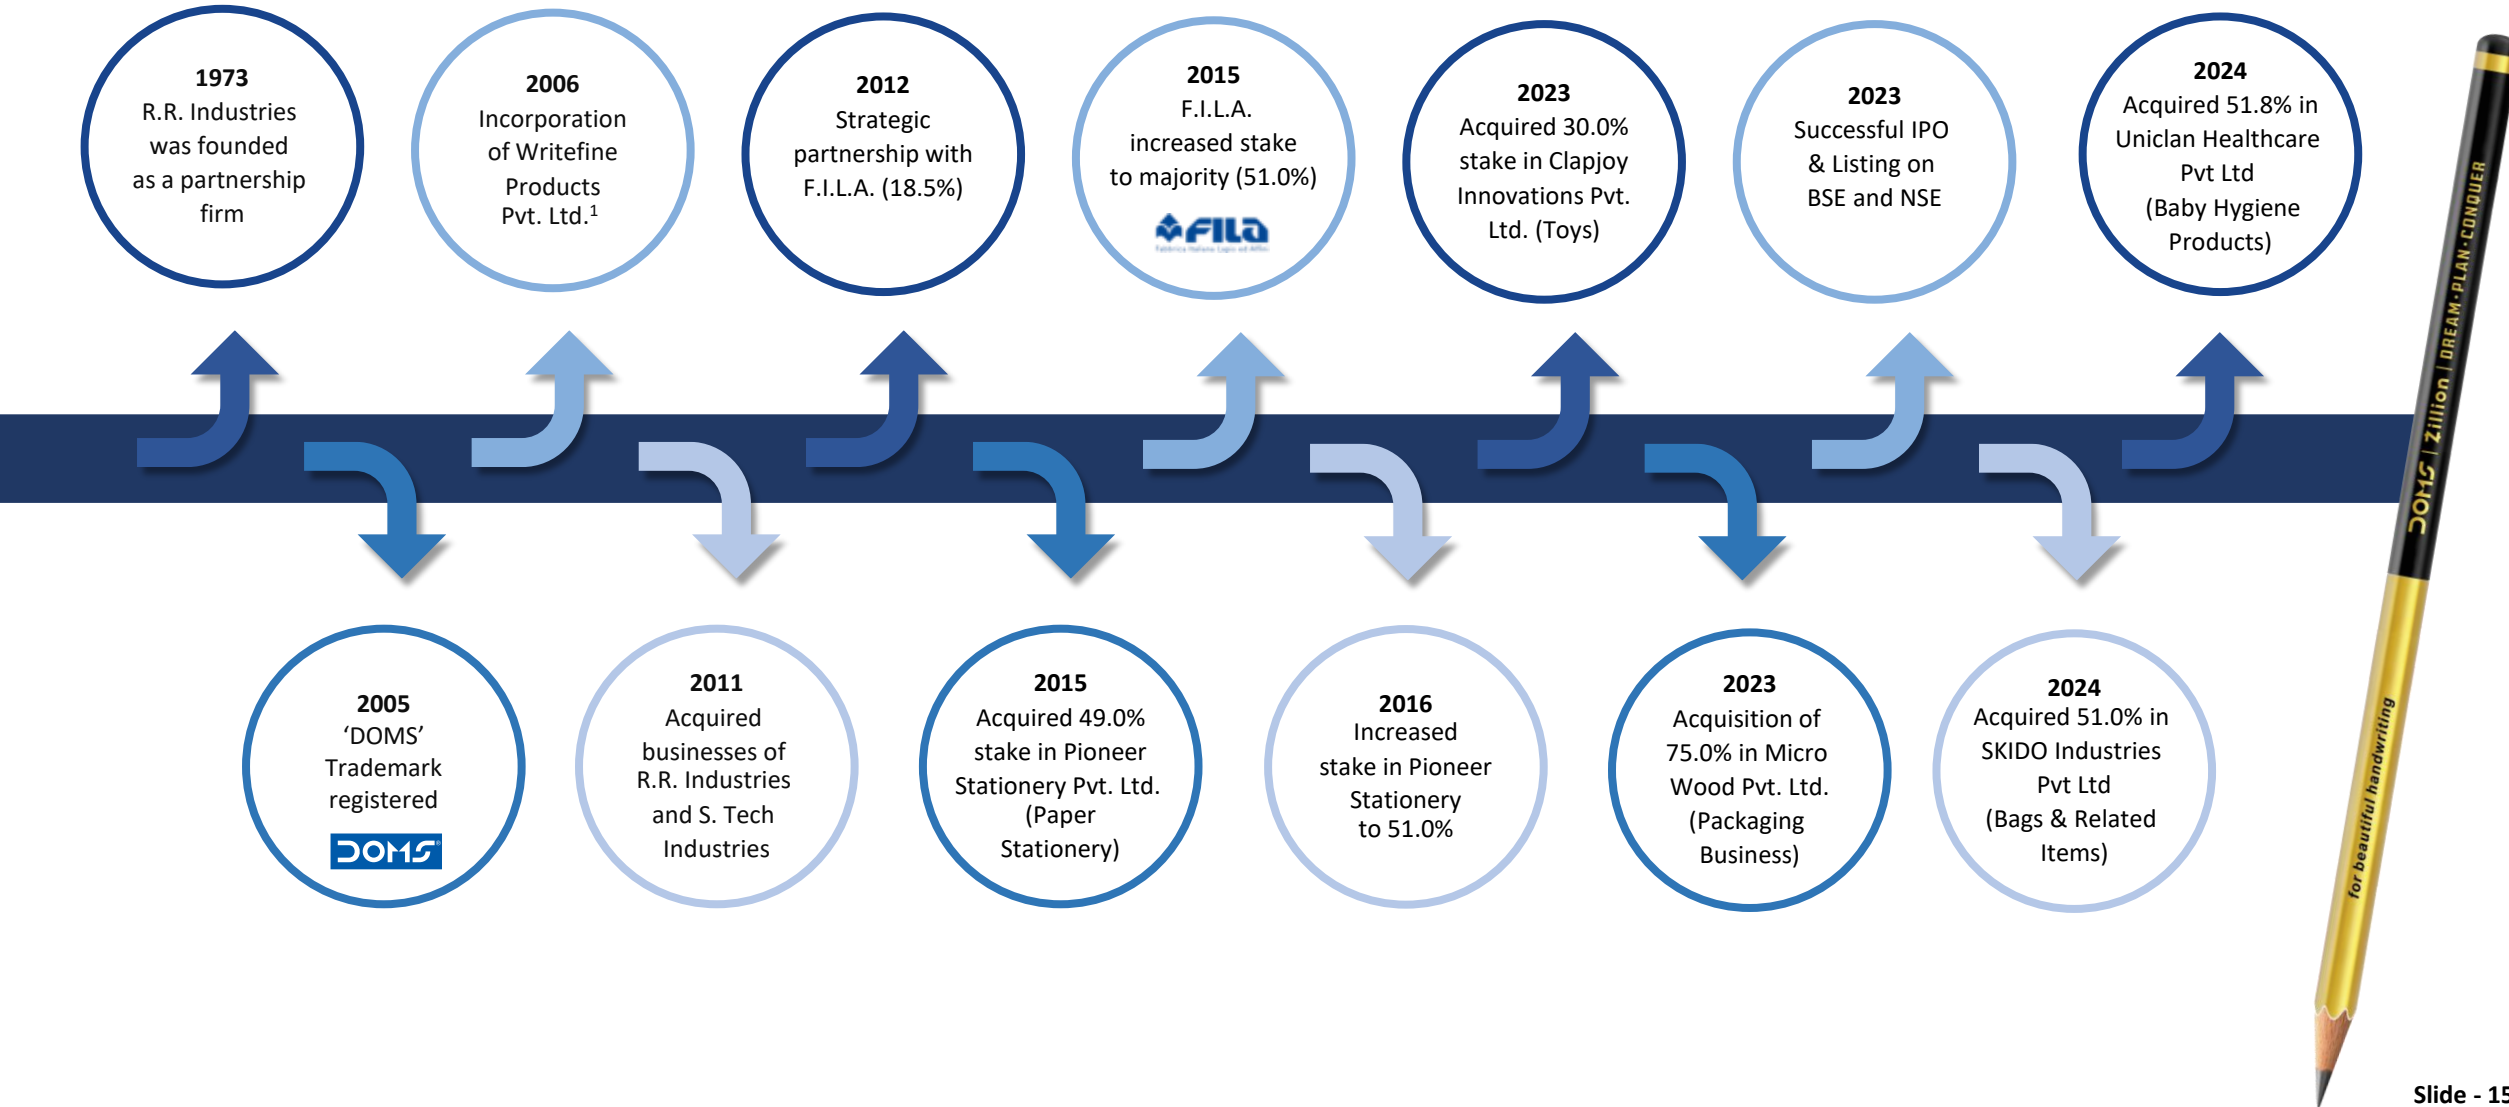 1973
R.R. Industries
was founded
as a partnership
firm
2006
Incorporation
of Writefine
Products
Pvt. Ltd.1
2012
Strategic
partnership with
F.I.L.A. (18.5%)
2015
F.I.L.A.
increased stake
to majority (51.0%)
FILA
Fabbrica Italiana Lapis ed Affini
2023
Acquired 30.0%
stake in Clapjoy
Innovations Pvt.
Ltd. (Toys)
2023
Successful IPO
& Listing on
BSE and NSE
2024
Acquired 51.8% in
Uniclan Healthcare
Pvt Ltd
(Baby Hygiene
Products)
2005
‘DOMS’
Trademark
registered
DOMS®
2011
Acquired
businesses of
R.R. Industries
and S. Tech
Industries
2015
Acquired 49.0%
stake in Pioneer
Stationery Pvt. Ltd.
(Paper
Stationery)
2016
Increased
stake in Pioneer
Stationery
to 51.0%
2023
Acquisition of
75.0% in Micro
Wood Pvt. Ltd.
(Packaging
Business)
2024
Acquired 51.0% in
SKIDO Industries
Pvt Ltd
(Bags & Related
Items)
DOMS | Zillion | DREAM·PLAN·CONQUER
for beautiful handwriting
Slide - 15